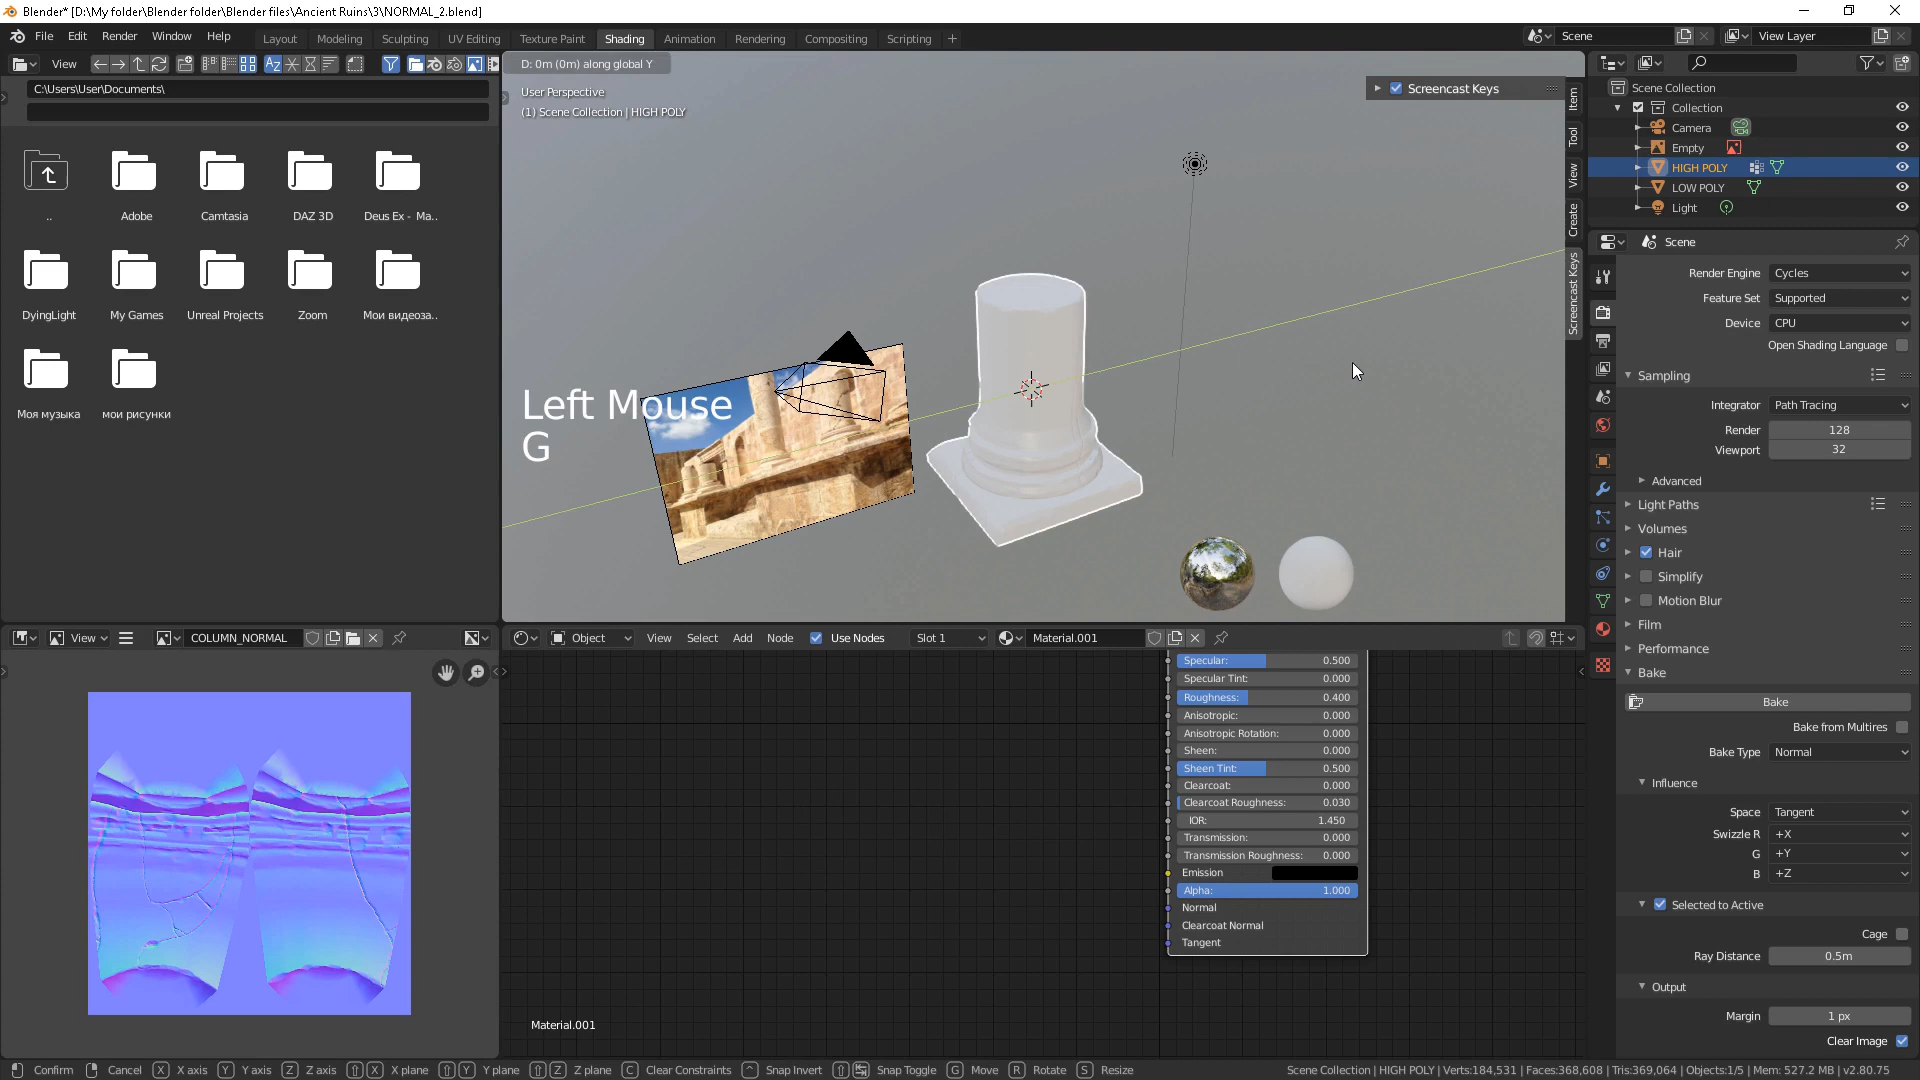 Blender* [D:\My folder\Blender folder\Blender files\Ancient Ruins\3\NORMAL_2.blend]
File Edit Render Window Help
Layout Modeling Sculpting UV Editing Texture Paint Shading Animation Rendering Compositing Scripting +
Scene
View Layer
View
C:\Users\User\Documents\
..
Adobe
Camtasia
DAZ 3D
Deus Ex - Ma..
DyingLight
My Games
Unreal Projects
Zoom
Мои видеоза..
Моя музыка
мои рисунки
D: 0m (0m) along global Y
User Perspective
(1) Scene Collection | HIGH POLY
Screencast Keys
Item
Tool
View
Create
Screencast Keys
Left Mouse
G
Scene Collection
Collection
Camera
Empty
HIGH POLY
LOW POLY
Light
Scene
Render Engine Cycles
Feature Set Supported
Device CPU
Open Shading Language
Sampling
Integrator Path Tracing
Render 128
Viewport 32
Advanced
Light Paths
Volumes
Hair
Simplify
Motion Blur
Film
Performance
Bake
Bake
Bake from Multires
Bake Type Normal
Influence
Space Tangent
Swizzle R +X
G +Y
B +Z
Selected to Active
Cage
Ray Distance 0.5m
Output
Margin 1 px
Clear Image
View
COLUMN_NORMAL
Object View Select Add Node Use Nodes Slot 1 Material.001
Specular: 0.500
Specular Tint: 0.000
Roughness: 0.400
Anisotropic: 0.000
Anisotropic Rotation: 0.000
Sheen: 0.000
Sheen Tint: 0.500
Clearcoat: 0.000
Clearcoat Roughness: 0.030
IOR: 1.450
Transmission: 0.000
Transmission Roughness: 0.000
Emission
Alpha: 1.000
Normal
Clearcoat Normal
Tangent
Material.001
Confirm Cancel X X axis Y Y axis Z Z axis X X plane Y Y plane Z Z plane C Clear Constraints Snap Invert Snap Toggle G Move R Rotate S Resize
Scene Collection | HIGH POLY | Verts:184,531 | Faces:368,608 | Tris:369,064 | Objects:1/5 | Mem: 527.2 MB | v2.80.75